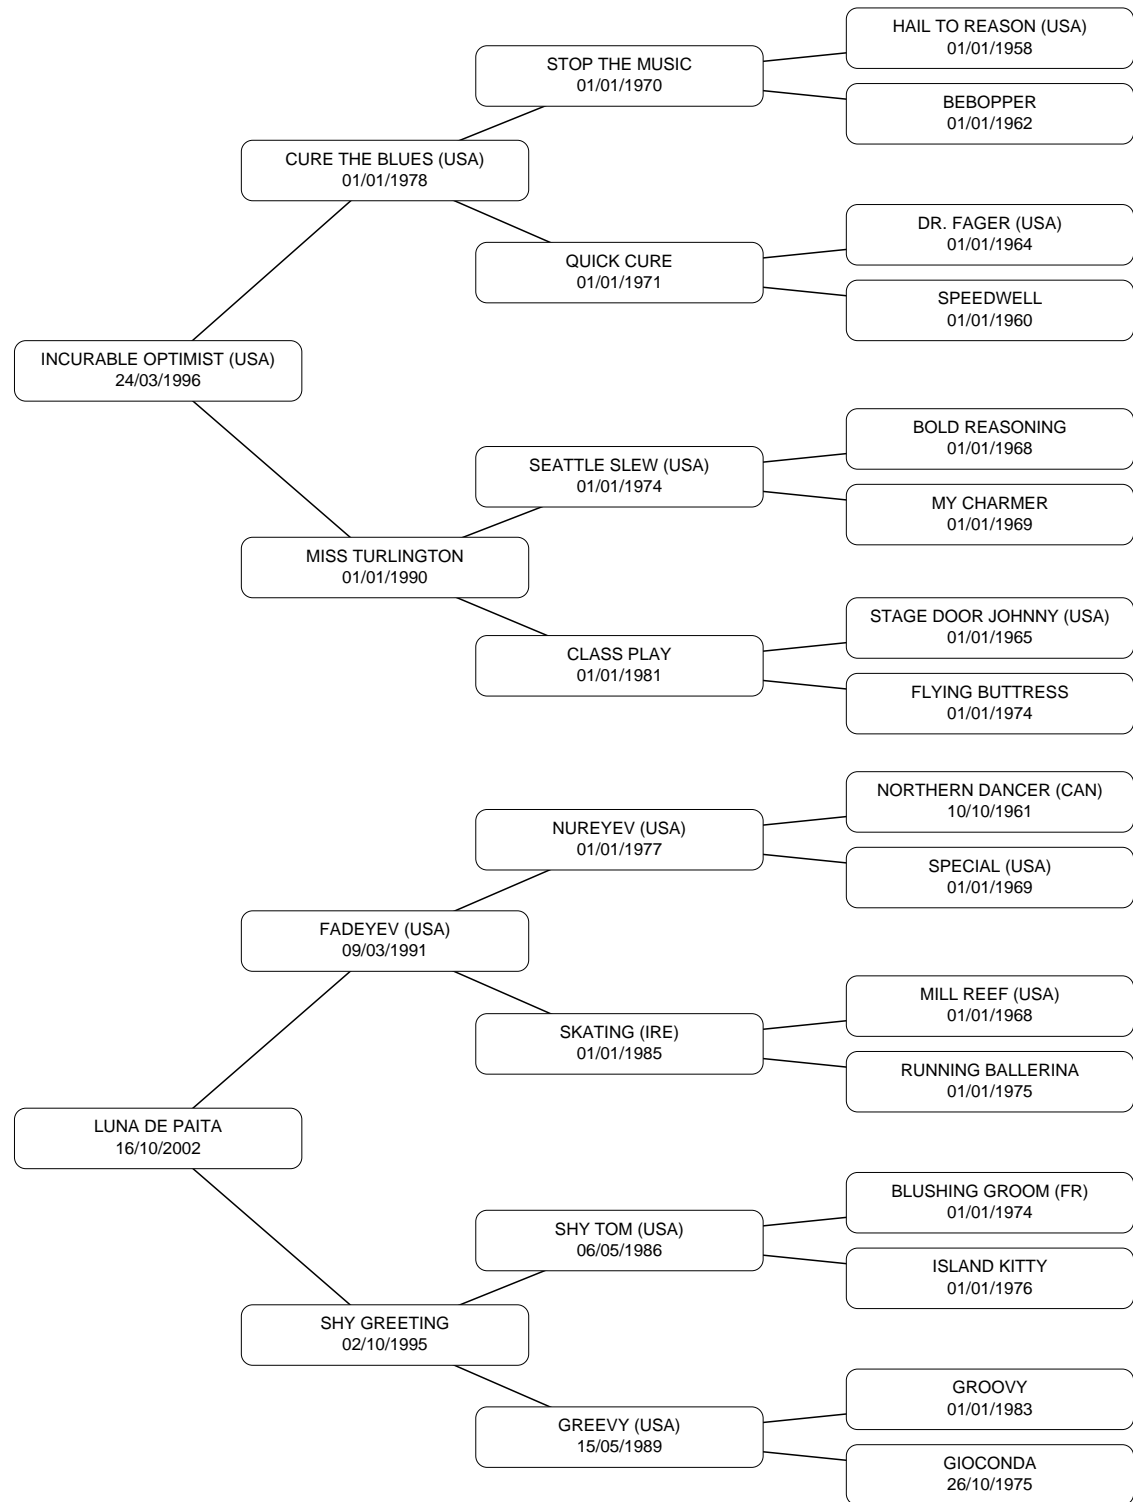 HAIL TO REASON (USA)
01/01/1958
STOP THE MUSIC
01/01/1970
BEBOPPER
01/01/1962
CURE THE BLUES (USA)
01/01/1978
DR. FAGER (USA)
01/01/1964
QUICK CURE
01/01/1971
SPEEDWELL
01/01/1960
INCURABLE OPTIMIST (USA)
24/03/1996
BOLD REASONING
01/01/1968
SEATTLE SLEW (USA)
01/01/1974
MY CHARMER
01/01/1969
MISS TURLINGTON
01/01/1990
STAGE DOOR JOHNNY (USA)
01/01/1965
CLASS PLAY
01/01/1981
FLYING BUTTRESS
01/01/1974
NORTHERN DANCER (CAN)
10/10/1961
NUREYEV (USA)
01/01/1977
SPECIAL (USA)
01/01/1969
FADEYEV (USA)
09/03/1991
MILL REEF (USA)
01/01/1968
SKATING (IRE)
01/01/1985
RUNNING BALLERINA
01/01/1975
LUNA DE PAITA
16/10/2002
BLUSHING GROOM (FR)
01/01/1974
SHY TOM (USA)
06/05/1986
ISLAND KITTY
01/01/1976
SHY GREETING
02/10/1995
GROOVY
01/01/1983
GREEVY (USA)
15/05/1989
GIOCONDA
26/10/1975